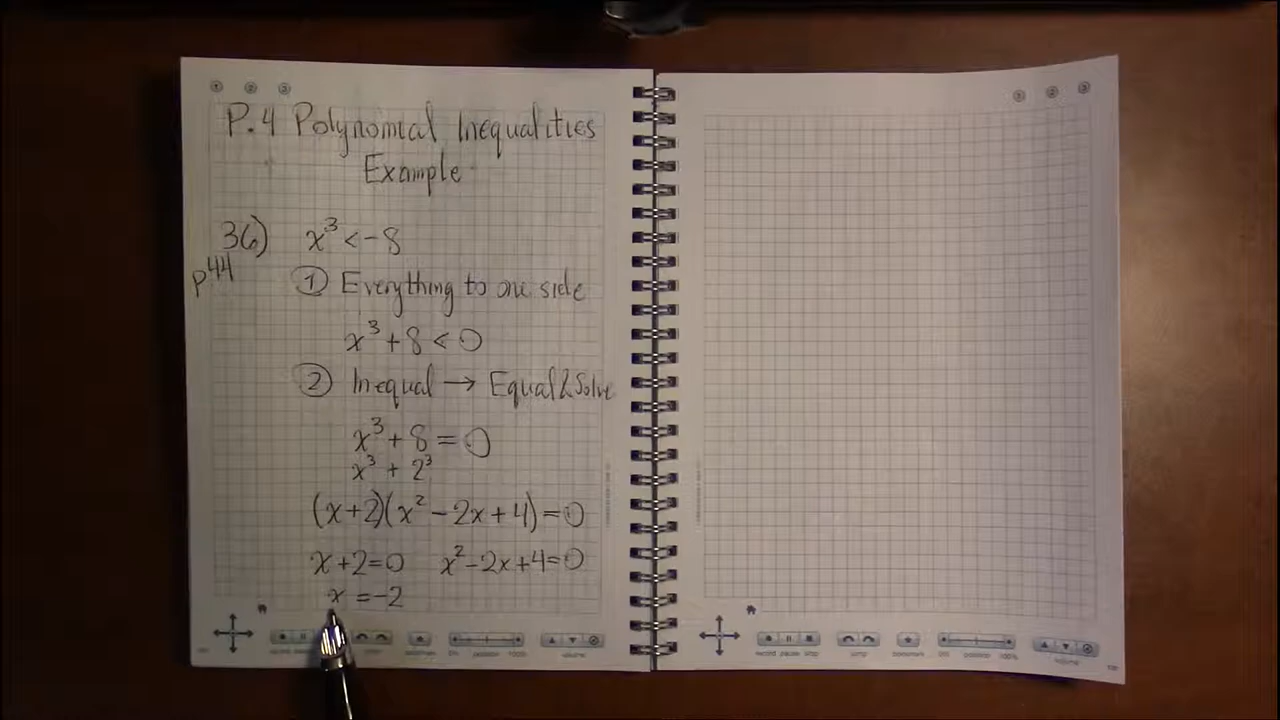 P.4 Polynomial Inequalities
Example
36) x³ < -8
p44
① Everything to one side
x³ + 8 < 0
② Inequal → Equal & Solve
x³ + 8 = 0
x³ + 2³
(x+2)(x² - 2x + 4) = 0
x + 2 = 0 x² - 2x + 4 = 0
x = -2